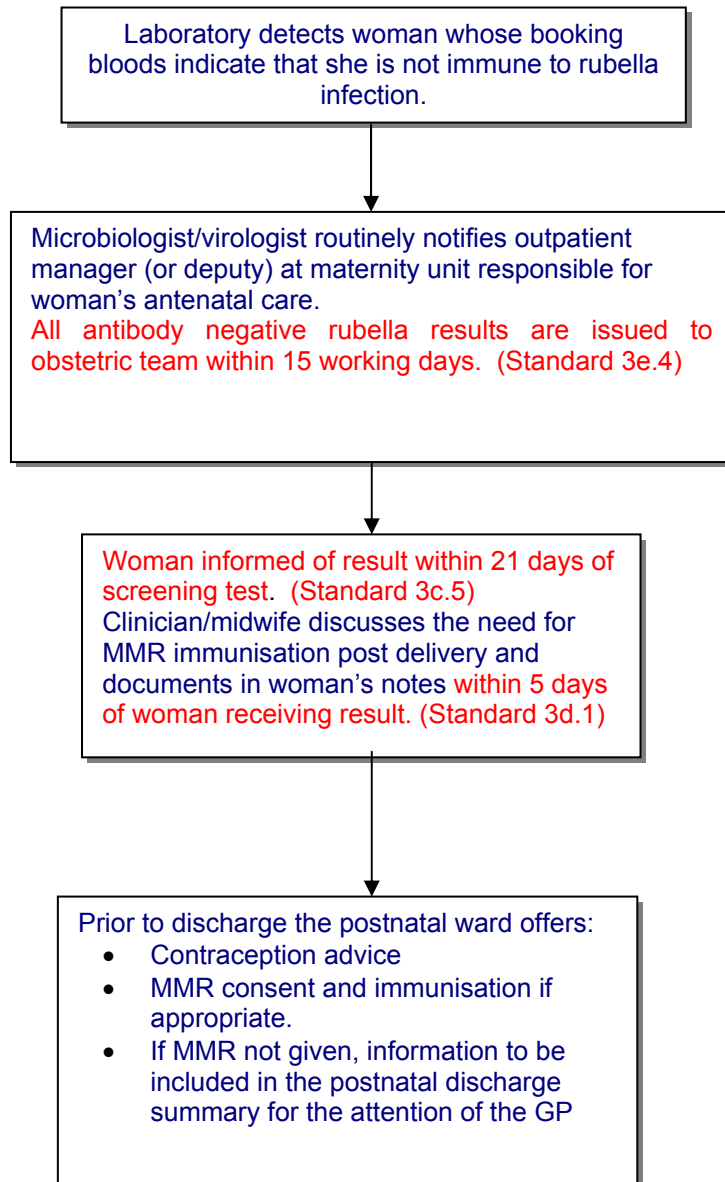 Laboratory detects woman whose booking
bloods indicate that she is not immune to rubella
infection.
Microbiologist/virologist routinely notifies outpatient
manager (or deputy) at maternity unit responsible for
woman’s antenatal care.
All antibody negative rubella results are issued to
obstetric team within 15 working days. (Standard 3e.4)
Woman informed of result within 21 days of
screening test. (Standard 3c.5)
Clinician/midwife discusses the need for
MMR immunisation post delivery and
documents in woman’s notes within 5 days
of woman receiving result. (Standard 3d.1)
Prior to discharge the postnatal ward offers:
• Contraception advice
• MMR consent and immunisation if
appropriate.
• If MMR not given, information to be
included in the postnatal discharge
summary for the attention of the GP